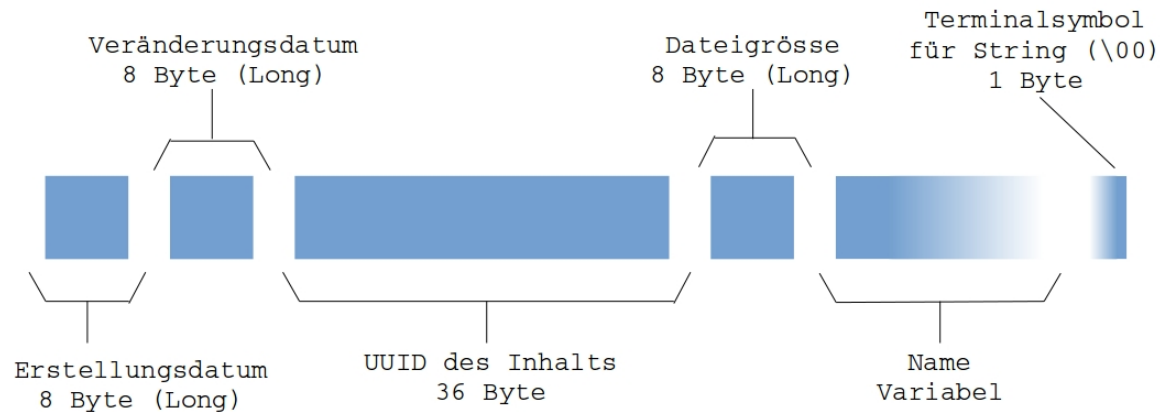 Veränderungsdatum
8 Byte (Long)
Dateigrösse
8 Byte (Long)
Terminalsymbol
für String (\00)
1 Byte
Erstellungsdatum
8 Byte (Long)
UUID des Inhalts
36 Byte
Name
Variabel